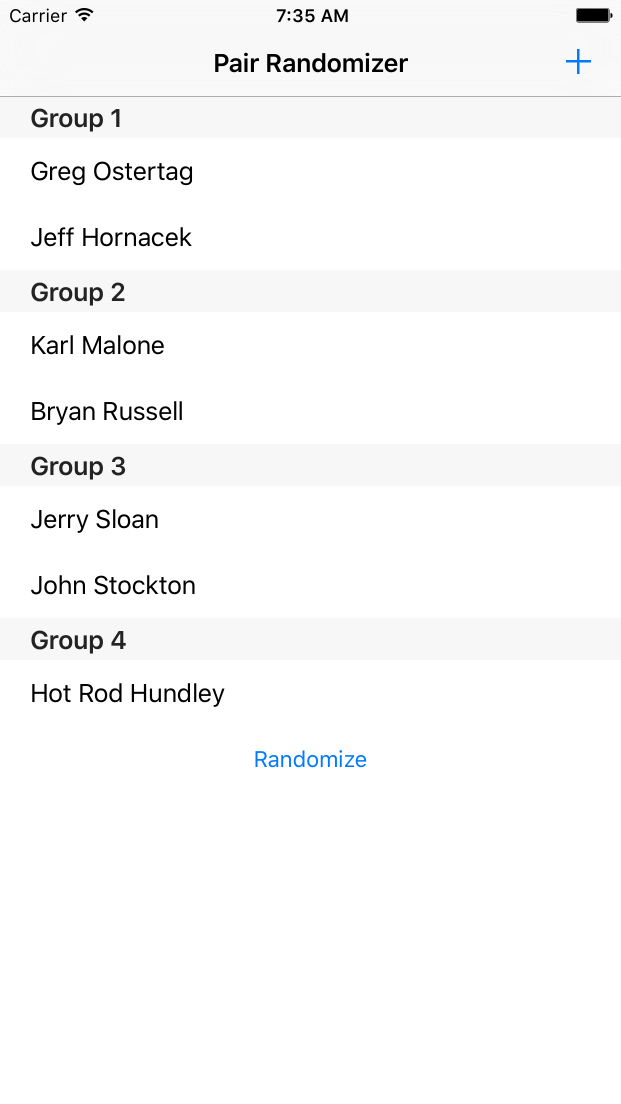 Carrier 7:35 AM
Pair Randomizer
Group 1
Greg Ostertag
Jeff Hornacek
Group 2
Karl Malone
Bryan Russell
Group 3
Jerry Sloan
John Stockton
Group 4
Hot Rod Hundley
Randomize